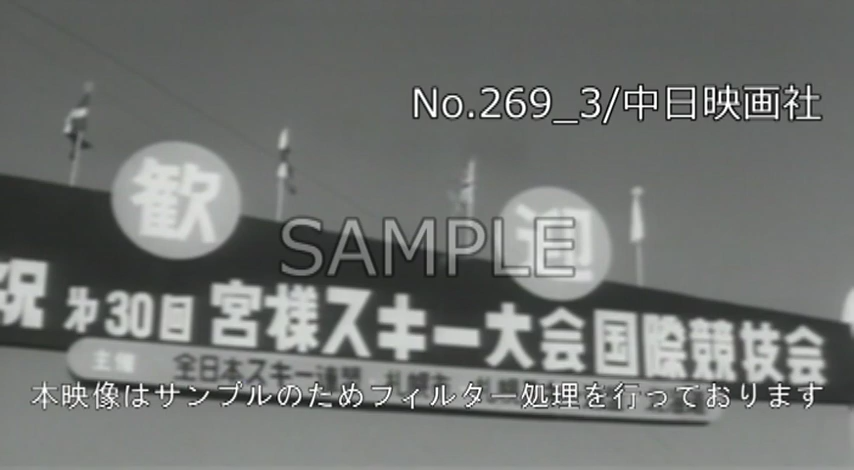 No.269_3/中日映画社
歓迎
SAMPLE
祝 第30回 宮様スキー大会国際競技会
主催 全日本スキー連盟・札幌市
本映像はサンプルのためフィルター処理を行っております